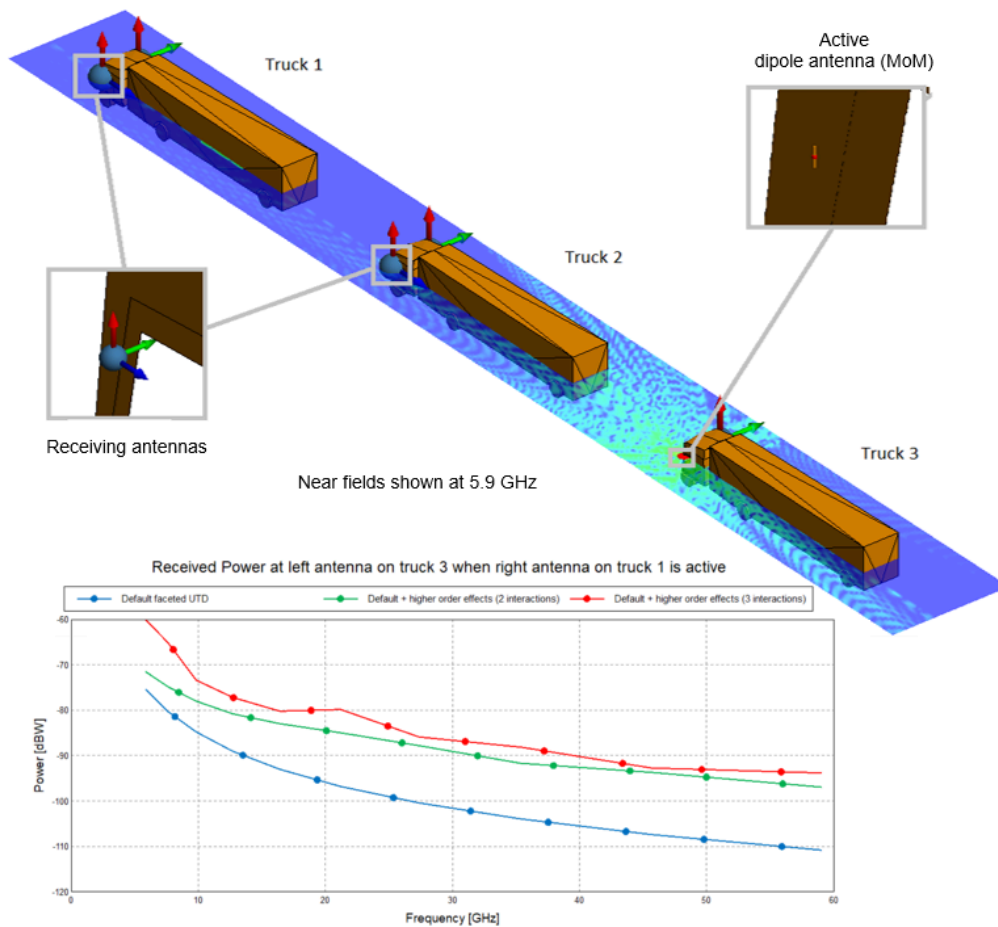 Truck 1
Active
dipole antenna (MoM)
Truck 2
Receiving antennas
Truck 3
Near fields shown at 5.9 GHz
Received Power at left antenna on truck 3 when right antenna on truck 1 is active
Default faceted UTD
Default + higher order effects (2 interactions)
Default + higher order effects (3 interactions)
-60
-70
-80
-90
-100
-110
-120
Power [dBW]
0
10
20
30
40
50
60
Frequency [GHz]